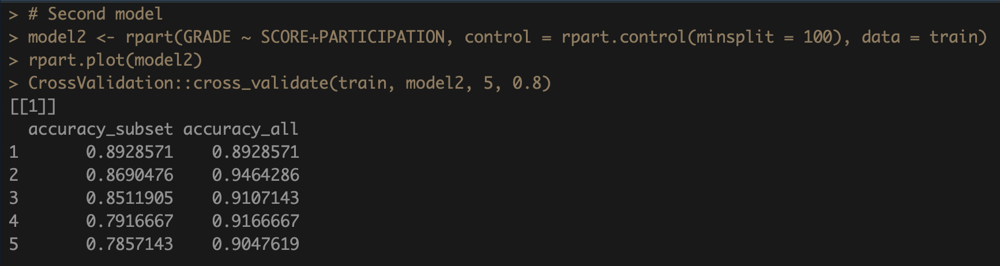 > # Second model
> model2 <- rpart(GRADE ~ SCORE+PARTICIPATION, control = rpart.control(minsplit = 100), data = train)
> rpart.plot(model2)
> CrossValidation::cross_validate(train, model2, 5, 0.8)
[[1]]
  accuracy_subset accuracy_all
1       0.8928571    0.8928571
2       0.8690476    0.9464286
3       0.8511905    0.9107143
4       0.7916667    0.9166667
5       0.7857143    0.9047619